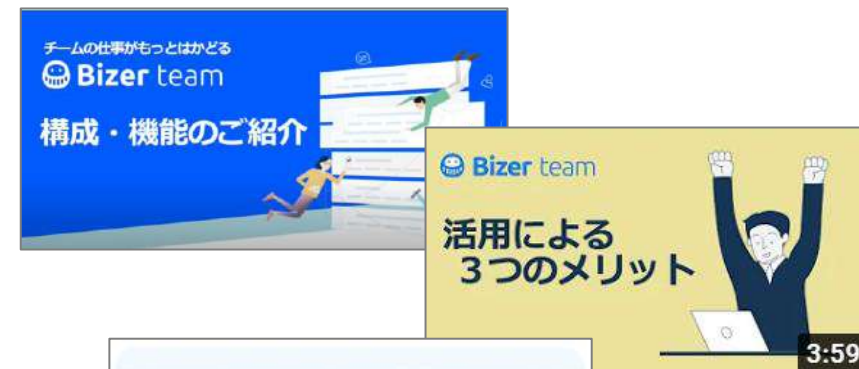 チームの仕事がもっとはかどる
Bizer team
構成・機能のご紹介
Bizer team
活用による
３つのメリット
3:59